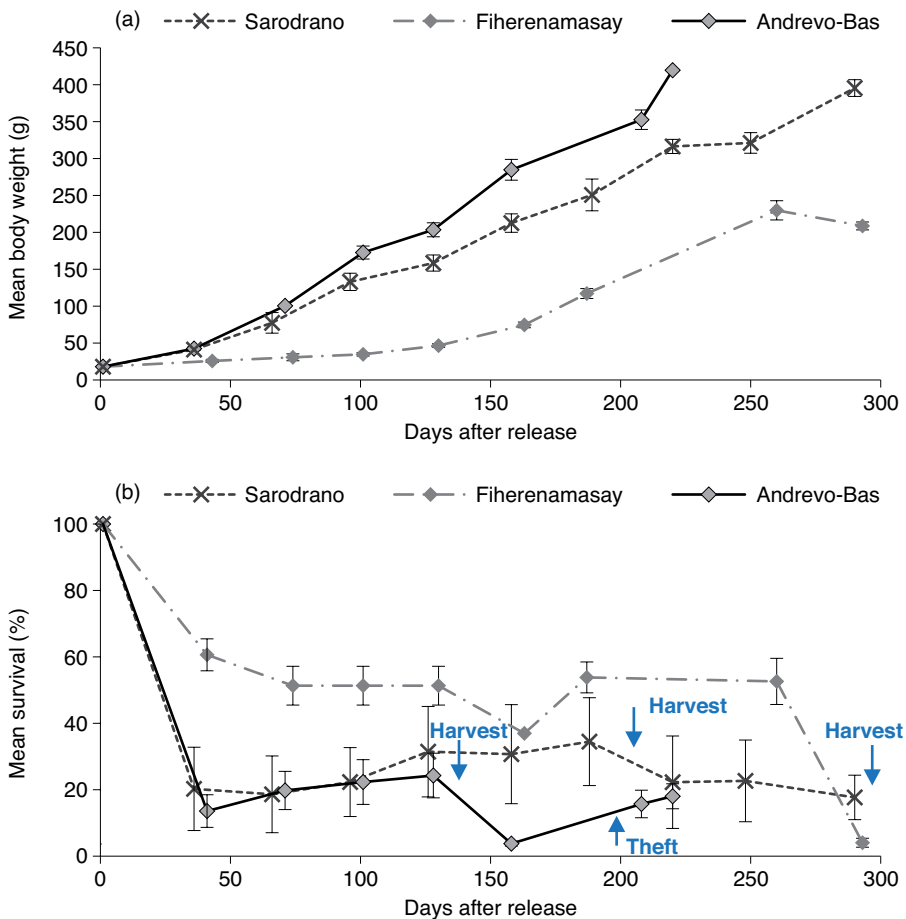 (a) Sarodrano Fiherenamasay Andrevo-Bas
450
400
350
300
250
200
150
100
50
0
Mean body weight (g)
0 50 100 150 200 250 300
Days after release
(b) Sarodrano Fiherenamasay Andrevo-Bas
100
80
60
40
20
0
Mean survival (%)
Harvest
Harvest
Harvest
Theft
0 50 100 150 200 250 300
Days after release